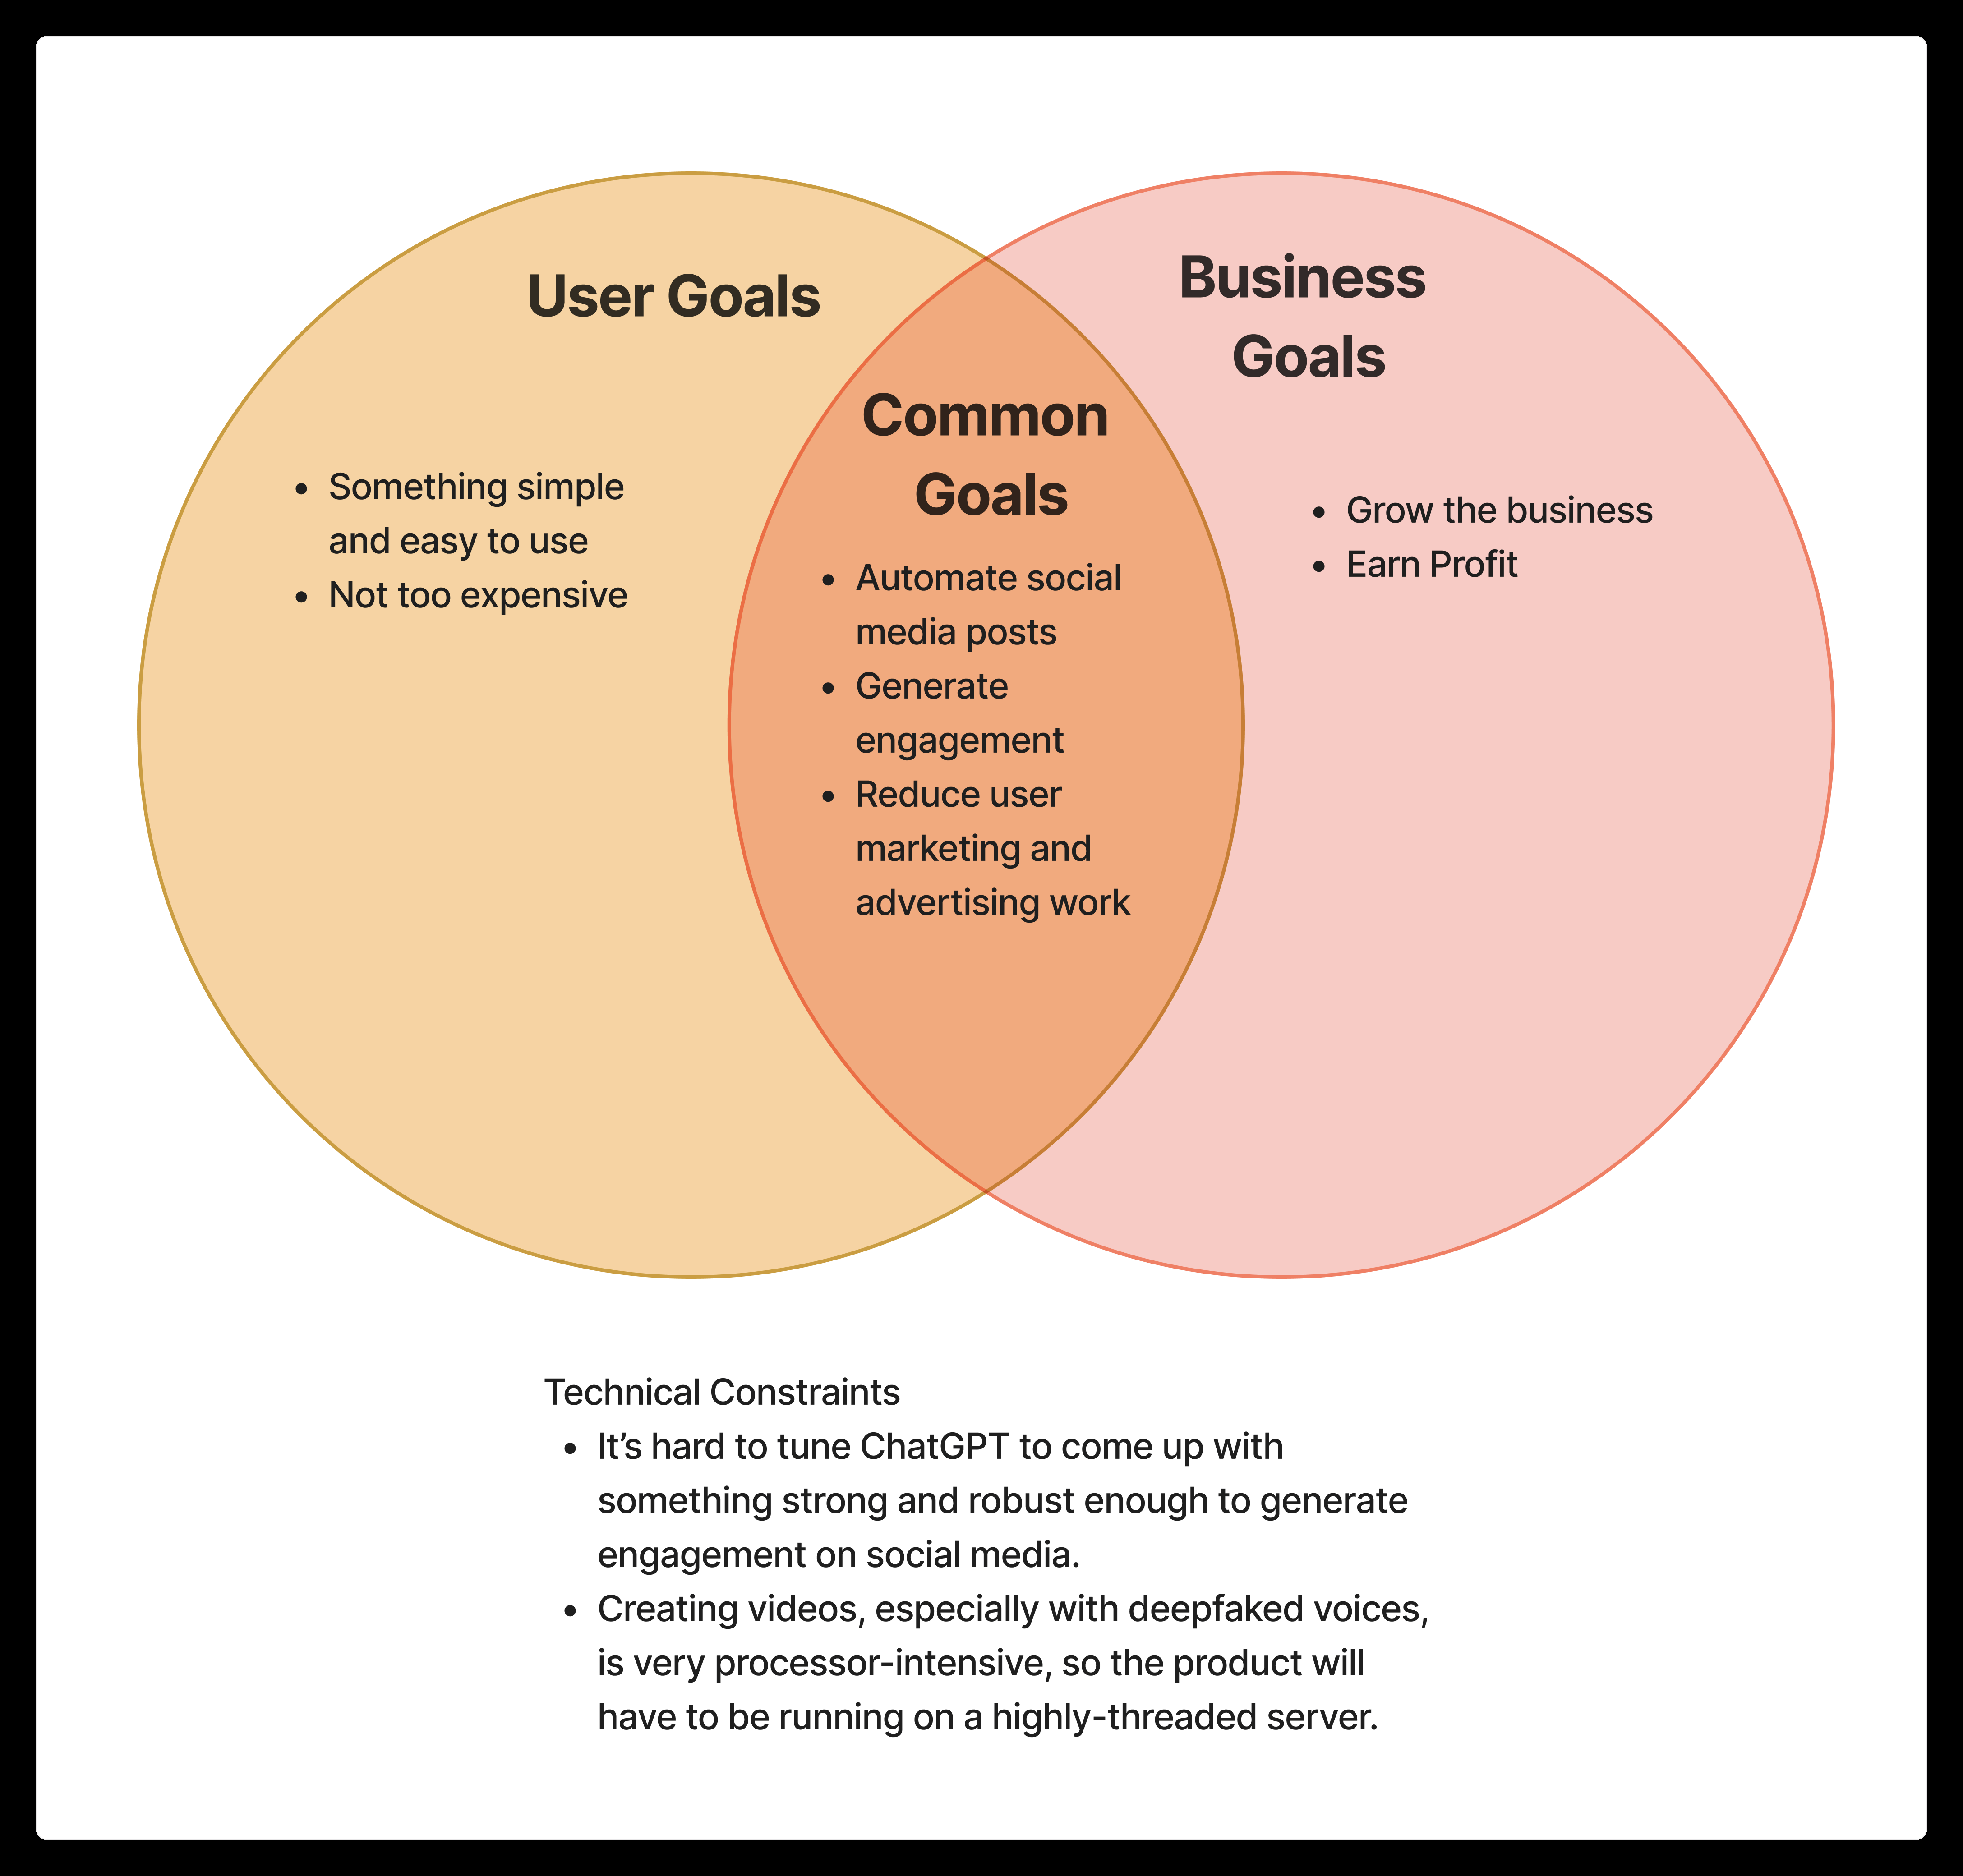 User Goals
• Something simple
and easy to use
• Not too expensive
Common
Goals
• Automate social
media posts
• Generate
engagement
• Reduce user
marketing and
advertising work
Business
Goals
• Grow the business
• Earn Profit
Technical Constraints
• It’s hard to tune ChatGPT to come up with
something strong and robust enough to generate
engagement on social media.
• Creating videos, especially with deepfaked voices,
is very processor-intensive, so the product will
have to be running on a highly-threaded server.